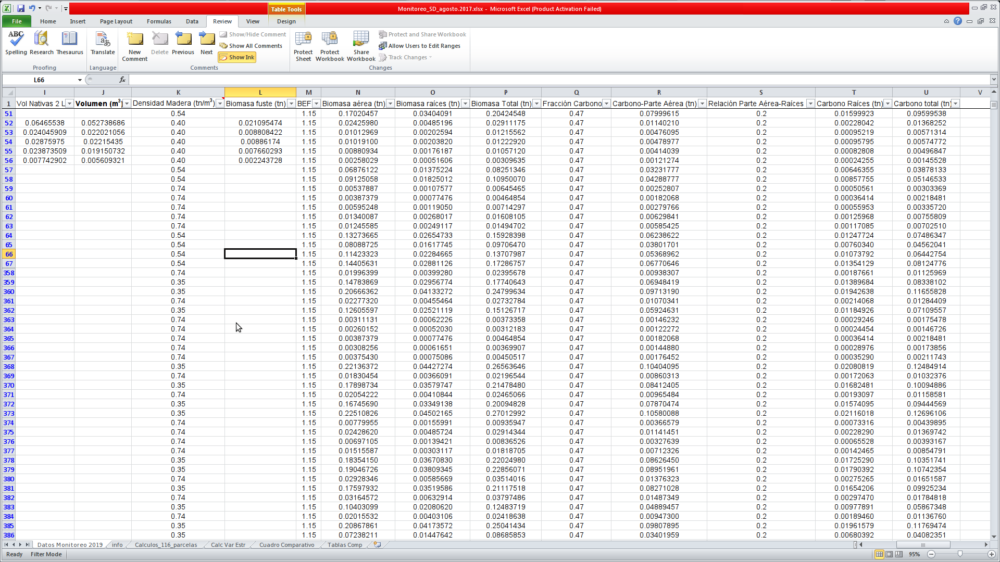 Table Tools
Monitoreo_SD_agosto.2017.xlsx - Microsoft Excel (Product Activation Failed)
File Home Insert Page Layout Formulas Data Review View Design
ABC
Spelling Research Thesaurus Translate New Comment Delete Previous Next
Show/Hide Comment
Show All Comments
Show Ink
Protect Sheet Protect Workbook Share Workbook
Protect and Share Workbook
Allow Users to Edit Ranges
Track Changes
Proofing Language Comments Changes
L66 fx
I J K L M N O P Q R S T U V
1 Vol Nativas 2 L Volumen (m³) Densidad Madera (tn/m³) Biomasa fuste (tn) BEF Biomasa aérea (tn) Biomasa raíces (tn) Biomasa Total (tn) Fracción Carbono Carbono-Parte Aérea (tn) Relación Parte Aérea-Raíces Carbono Raíces (tn) Carbono total (tn)
51 0.54 1.15 0.17020457 0.03404091 0.20424548 0.47 0.07999615 0.2 0.01599923 0.09599538
52 0.06465538 0.052738686 0.40 0.021095474 1.15 0.02425980 0.00485196 0.02911175 0.47 0.01140210 0.2 0.00228042 0.01368252
53 0.024045909 0.022021056 0.40 0.008808422 1.15 0.01012969 0.00202594 0.01215562 0.47 0.00476095 0.2 0.00095219 0.00571314
54 0.02875975 0.02215435 0.40 0.00886174 1.15 0.01019100 0.00203820 0.01222920 0.47 0.00478977 0.2 0.00095795 0.00574772
55 0.023873509 0.019150732 0.40 0.007660293 1.15 0.00880934 0.00176187 0.01057120 0.47 0.00414039 0.2 0.00082808 0.00496847
56 0.007742902 0.005609321 0.40 0.002243728 1.15 0.00258029 0.00051606 0.00309635 0.47 0.00121274 0.2 0.00024255 0.00145528
57 0.54 1.15 0.06876122 0.01375224 0.08251346 0.47 0.03231777 0.2 0.00646355 0.03878133
58 0.54 1.15 0.09125058 0.01825012 0.10950070 0.47 0.04288777 0.2 0.00857755 0.05146533
59 0.74 1.15 0.00537887 0.00107577 0.00645465 0.47 0.00252807 0.2 0.00050561 0.00303369
60 0.74 1.15 0.00387379 0.00077476 0.00464854 0.47 0.00182068 0.2 0.00036414 0.00218481
61 0.74 1.15 0.00595248 0.00119050 0.00714297 0.47 0.00279766 0.2 0.00055953 0.00335720
62 0.74 1.15 0.01340087 0.00268017 0.01608105 0.47 0.00629841 0.2 0.00125968 0.00755809
63 0.74 1.15 0.01245585 0.00249117 0.01494702 0.47 0.00585425 0.2 0.00117085 0.00702510
64 0.54 1.15 0.13273665 0.02654733 0.15928398 0.47 0.06238622 0.2 0.01247724 0.07486347
65 0.54 1.15 0.08088725 0.01617745 0.09706470 0.47 0.03801701 0.2 0.00760340 0.04562041
66 0.54 1.15 0.11423323 0.02284665 0.13707987 0.47 0.05368962 0.2 0.01073792 0.06442754
67 0.54 1.15 0.14405631 0.02881126 0.17286757 0.47 0.06770646 0.2 0.01354129 0.08124776
358 0.74 1.15 0.01996399 0.00399280 0.02395678 0.47 0.00938307 0.2 0.00187661 0.01125969
359 0.35 1.15 0.14783869 0.02956774 0.17740643 0.47 0.06948419 0.2 0.01389684 0.08338102
360 0.35 1.15 0.20666362 0.04133272 0.24799634 0.47 0.09713190 0.2 0.01942638 0.11655828
361 0.74 1.15 0.02277320 0.00455464 0.02732784 0.47 0.01070341 0.2 0.00214068 0.01284409
362 0.35 1.15 0.12605597 0.02521119 0.15126717 0.47 0.05924631 0.2 0.01184926 0.07109557
363 0.74 1.15 0.00311131 0.00062226 0.00373358 0.47 0.00146232 0.2 0.00029246 0.00175478
364 0.74 1.15 0.00260152 0.00052030 0.00312183 0.47 0.00122272 0.2 0.00024454 0.00146726
365 0.74 1.15 0.00387379 0.00077476 0.00464854 0.47 0.00182068 0.2 0.00036414 0.00218481
366 0.74 1.15 0.00308256 0.00061651 0.00369907 0.47 0.00144880 0.2 0.00028976 0.00173856
367 0.74 1.15 0.00375430 0.00075086 0.00450517 0.47 0.00176452 0.2 0.00035290 0.00211743
368 0.35 1.15 0.22136372 0.04427274 0.26563646 0.47 0.10404095 0.2 0.02080819 0.12484914
369 0.74 1.15 0.01830454 0.00366091 0.02196544 0.47 0.00860313 0.2 0.00172063 0.01032376
370 0.35 1.15 0.17898734 0.03579747 0.21478480 0.47 0.08412405 0.2 0.01682481 0.10094886
371 0.74 1.15 0.02054222 0.00410844 0.02465066 0.47 0.00965484 0.2 0.00193097 0.01158581
372 0.35 1.15 0.16745690 0.03349138 0.20094828 0.47 0.07870474 0.2 0.01574095 0.09444569
373 0.35 1.15 0.22510826 0.04502165 0.27012992 0.47 0.10580088 0.2 0.02116018 0.12696106
374 0.74 1.15 0.00779955 0.00155991 0.00935947 0.47 0.00366579 0.2 0.00073316 0.00439895
375 0.74 1.15 0.02428620 0.00485724 0.02914344 0.47 0.01141451 0.2 0.00228290 0.01369742
376 0.74 1.15 0.00697105 0.00139421 0.00836526 0.47 0.00327639 0.2 0.00065528 0.00393167
377 0.74 1.15 0.01515587 0.00303117 0.01818705 0.47 0.00712326 0.2 0.00142465 0.00854791
378 0.35 1.15 0.18354150 0.03670830 0.22024980 0.47 0.08626450 0.2 0.01725290 0.10351741
379 0.35 1.15 0.19046726 0.03809345 0.22856071 0.47 0.08951961 0.2 0.01790392 0.10742354
380 0.74 1.15 0.02928346 0.00585669 0.03514016 0.47 0.01376323 0.2 0.00275265 0.01651587
381 0.35 1.15 0.17597932 0.03519586 0.21117518 0.47 0.08271028 0.2 0.01654206 0.09925234
382 0.74 1.15 0.03164572 0.00632914 0.03797486 0.47 0.01487349 0.2 0.00297470 0.01784818
383 0.35 1.15 0.10403099 0.02080620 0.12483719 0.47 0.04889457 0.2 0.00977891 0.05867348
384 0.74 1.15 0.02015532 0.00403106 0.02418638 0.47 0.00947300 0.2 0.00189460 0.01136760
385 0.35 1.15 0.20867861 0.04173572 0.25041434 0.47 0.09807895 0.2 0.01961579 0.11769474
386 0.35 1.15 0.07238211 0.01447642 0.08685853 0.47 0.03401959 0.2 0.00680392 0.04082351
Datos Monitoreo 2019 info Calculos_116_parcelas Calc Var Estr Cuadro Comparativo Tablas Comp
Ready Filter Mode 95%